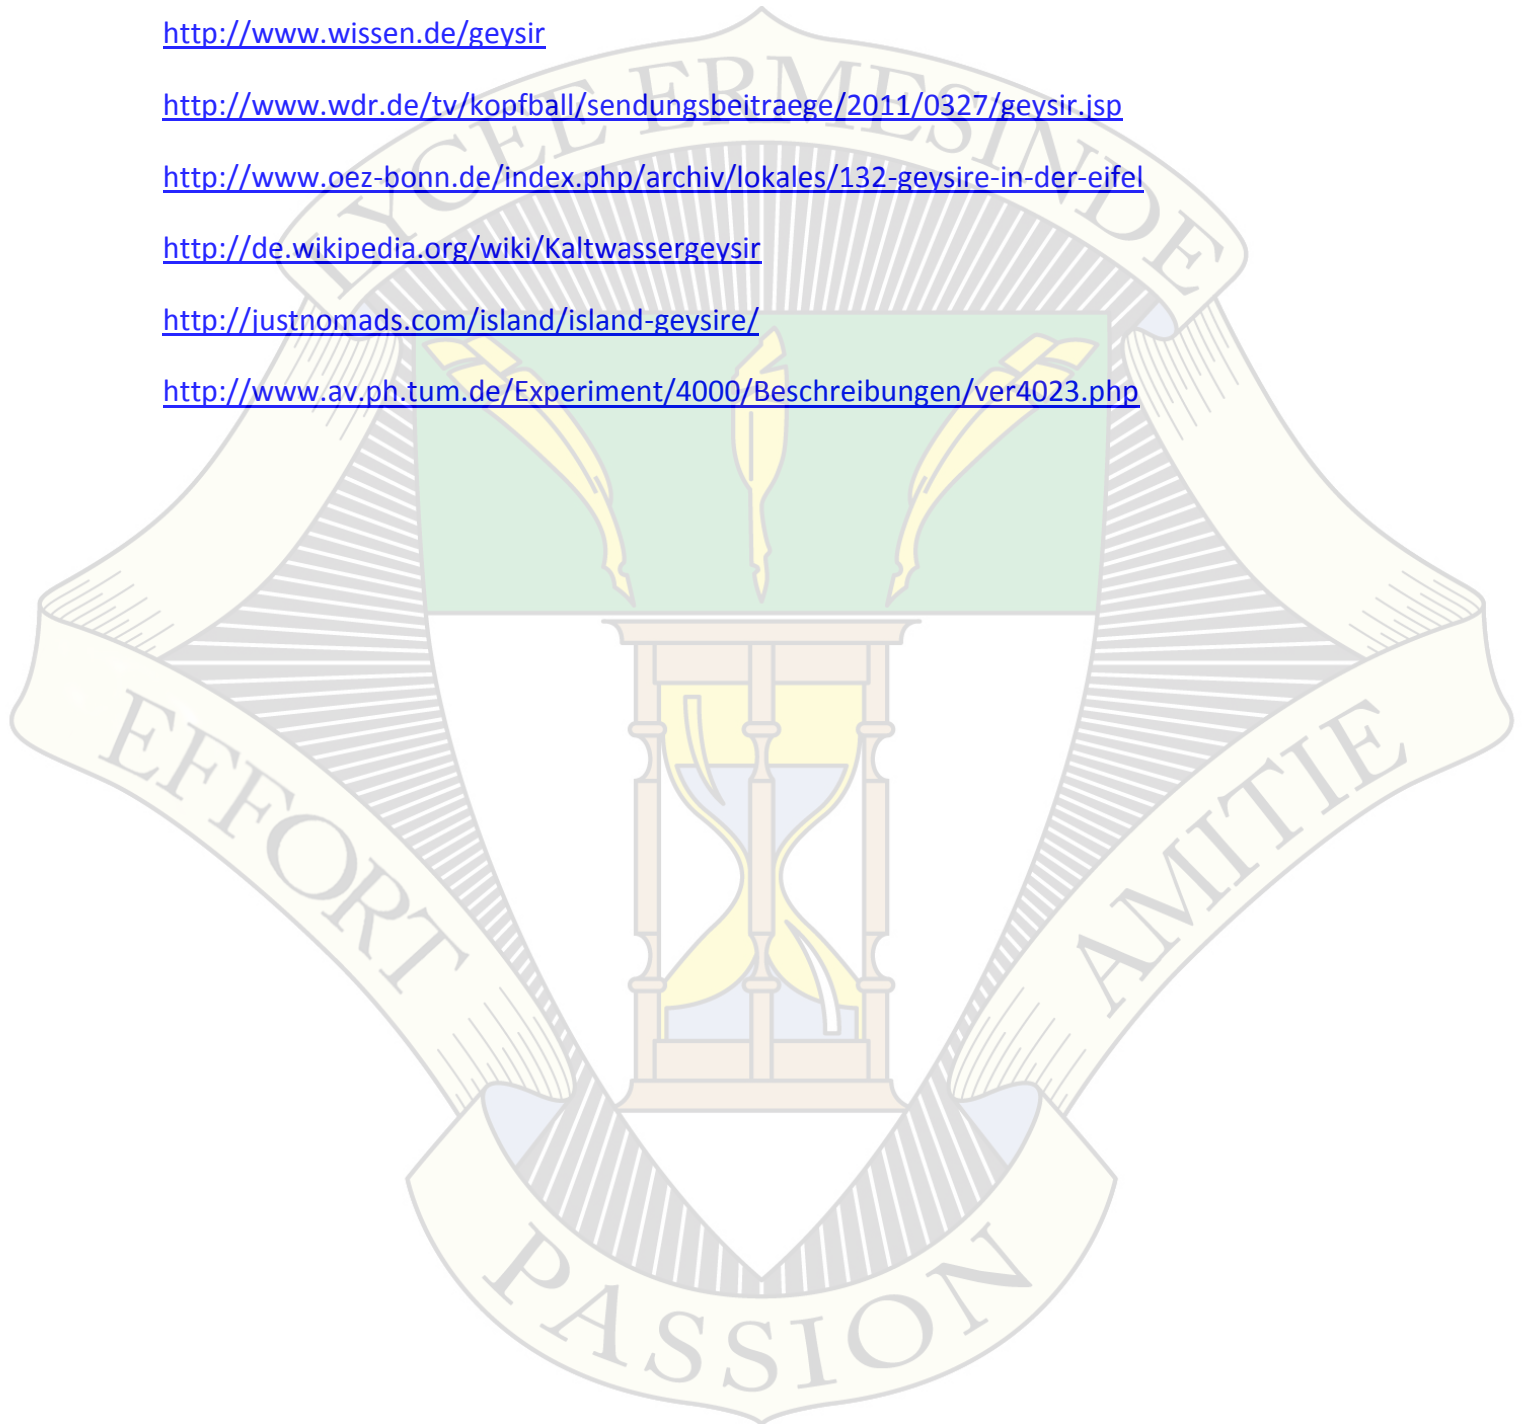 http://www.wissen.de/geysir
http://www.wdr.de/tv/kopfball/sendungsbeitraege/2011/0327/geysir.jsp
http://www.oez-bonn.de/index.php/archiv/lokales/132-geysire-in-der-eifel
http://de.wikipedia.org/wiki/Kaltwassergeysir
http://justnomads.com/island/island-geysire/
http://www.av.ph.tum.de/Experiment/4000/Beschreibungen/ver4023.php
LYCEE ERMESINDE
EFFORT
AMITIE
PASSION